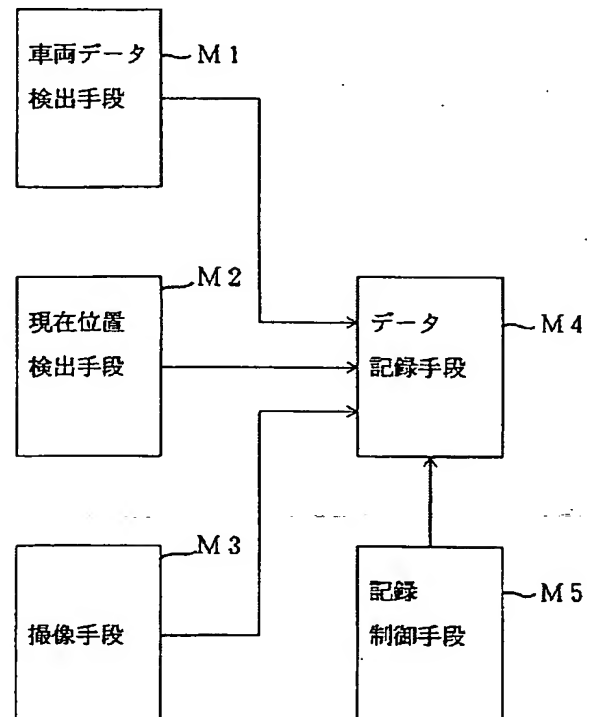 車両データ
検出手段
M1
現在位置
検出手段
M2
データ
記録手段
M4
撮像手段
M3
記録
制御手段
M5